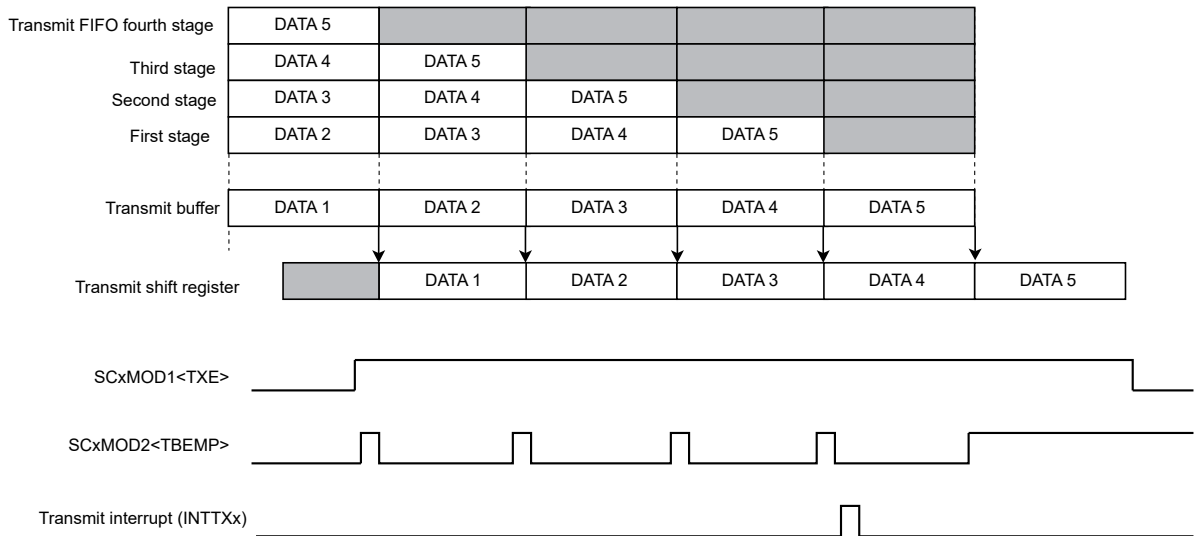 Transmit FIFO fourth stage DATA 5
Third stage DATA 4 DATA 5
Second stage DATA 3 DATA 4 DATA 5
First stage DATA 2 DATA 3 DATA 4 DATA 5
Transmit buffer DATA 1 DATA 2 DATA 3 DATA 4 DATA 5
Transmit shift register DATA 1 DATA 2 DATA 3 DATA 4 DATA 5
SCxMOD1<TXE>
SCxMOD2<TBEMP>
Transmit interrupt (INTTXx)